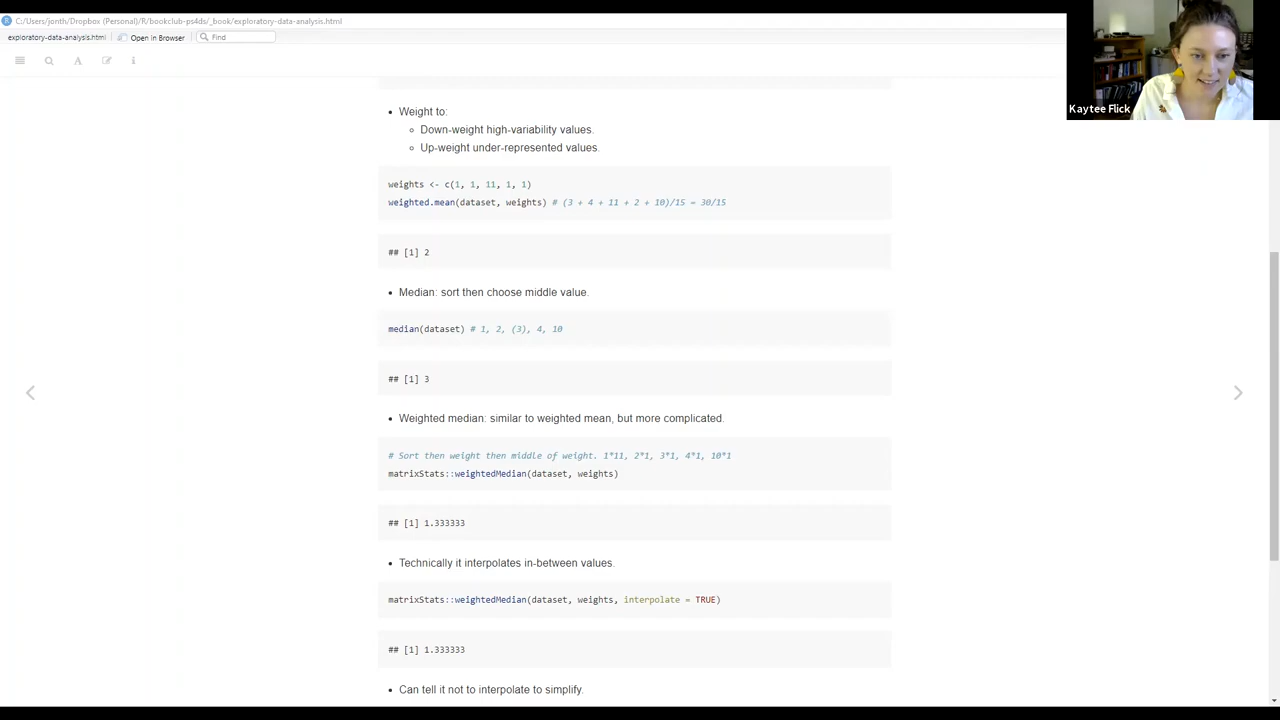 C:/Users/jonth/Dropbox (Personal)/R/bookclub-ps4ds/_book/exploratory-data-analysis.html
exploratory-data-analysis.html
Open in Browser
Find
A
i
Kaytee Flick
• Weight to:
◦ Down-weight high-variability values.
◦ Up-weight under-represented values.
weights <- c(1, 1, 11, 1, 1)
weighted.mean(dataset, weights) # (3 + 4 + 11 + 2 + 10)/15 = 30/15
## [1] 2
• Median: sort then choose middle value.
median(dataset) # 1, 2, (3), 4, 10
## [1] 3
• Weighted median: similar to weighted mean, but more complicated.
# Sort then weight then middle of weight. 1*11, 2*1, 3*1, 4*1, 10*1
matrixStats::weightedMedian(dataset, weights)
## [1] 1.333333
• Technically it interpolates in-between values.
matrixStats::weightedMedian(dataset, weights, interpolate = TRUE)
## [1] 1.333333
• Can tell it not to interpolate to simplify.